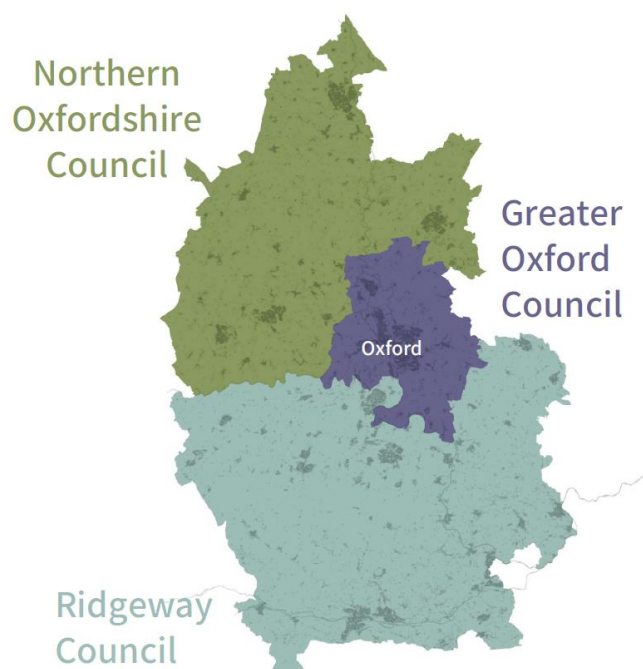 Northern
Oxfordshire
Council
Greater
Oxford
Council
Oxford
Ridgeway
Council